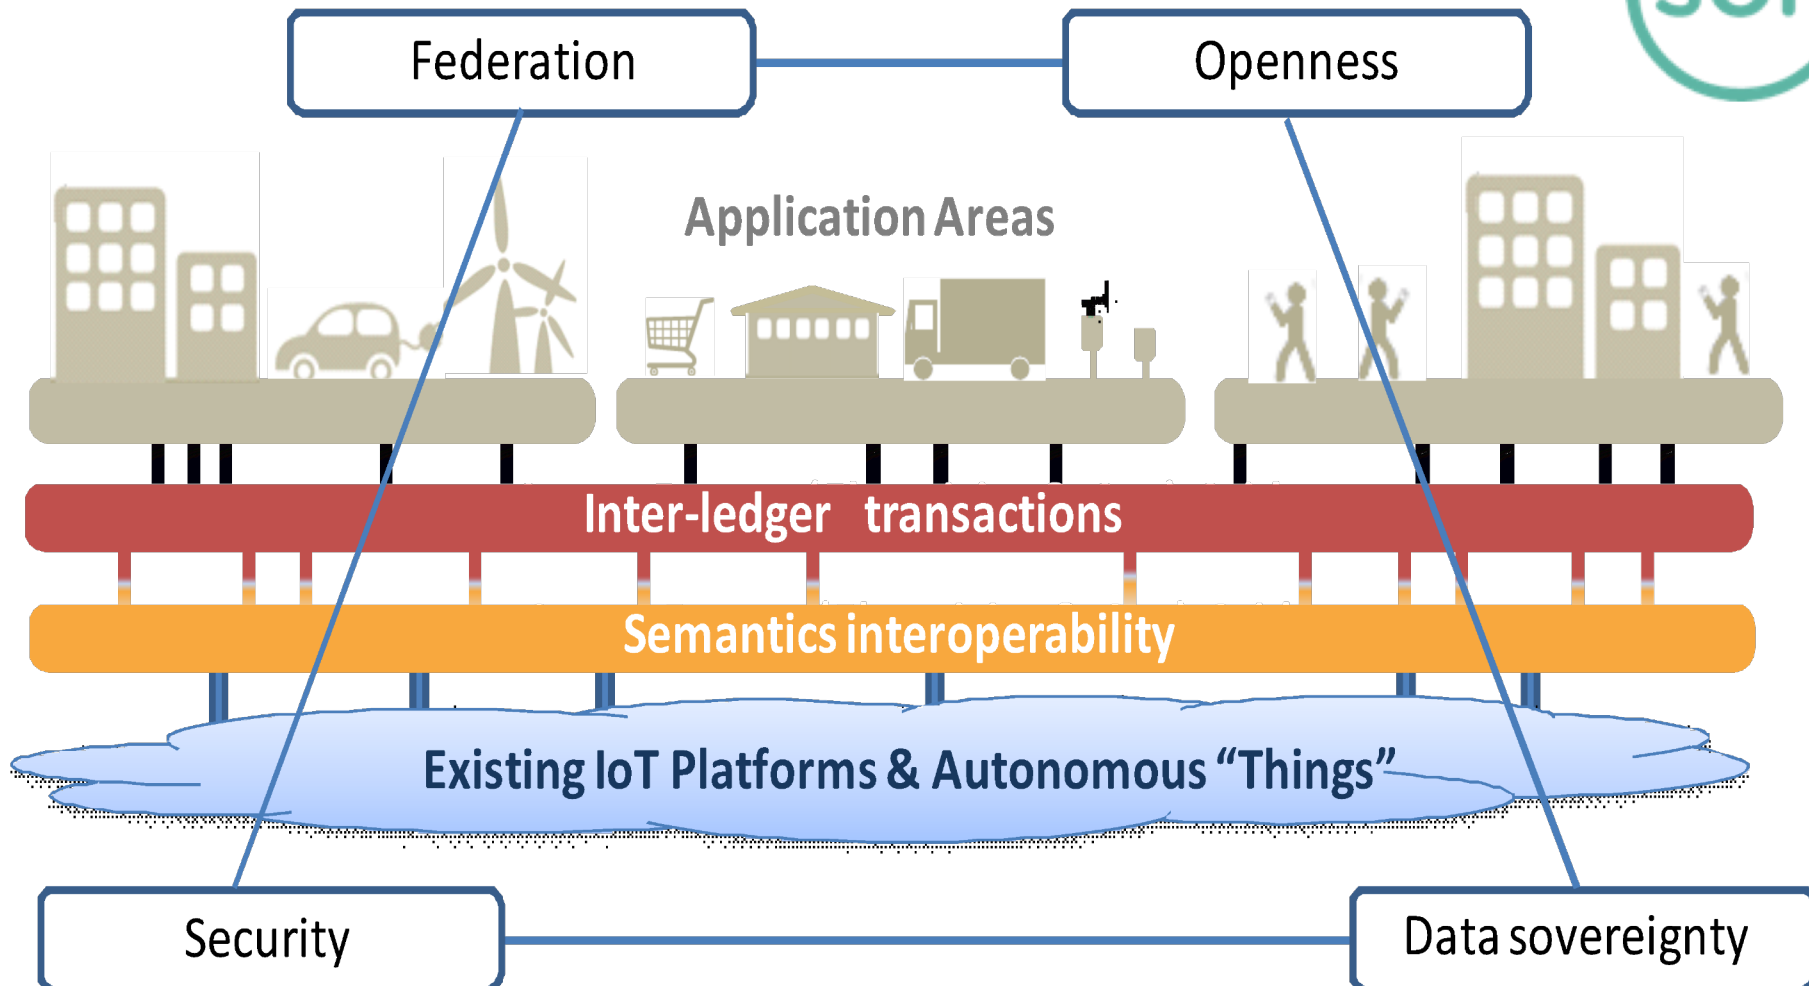 Federation
Openness
Application Areas
Inter-ledger transactions
Semantics interoperability
Existing IoT Platforms & Autonomous “Things”
Security
Data sovereignty